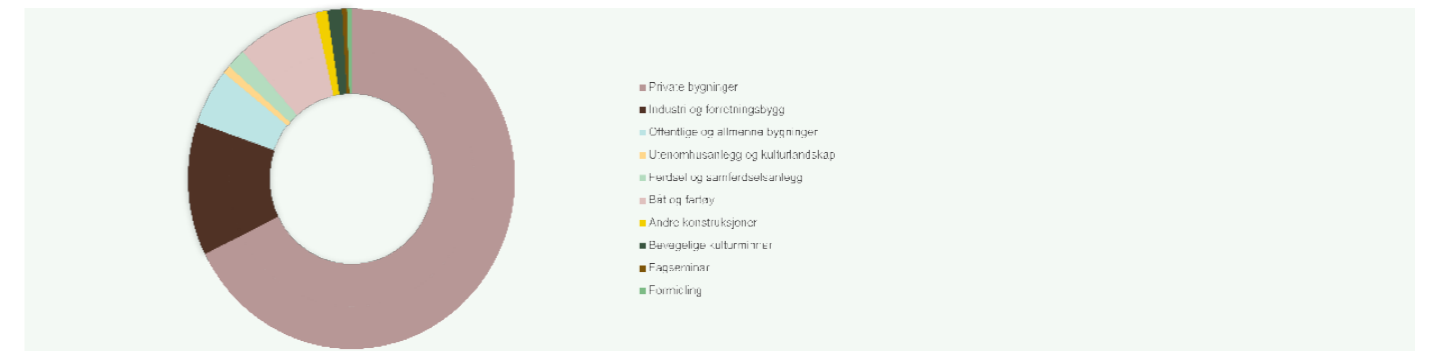 Private bygninger
Industri og forretningsbygg
Offentlige og allmenne bygninger
Utenomhusanlegg og kulturlandskap
Ferdsel og samferdselsanlegg
Båt og fartøy
Andre konstruksjoner
Bevegelige kulturminner
Fagseminar
Formidling